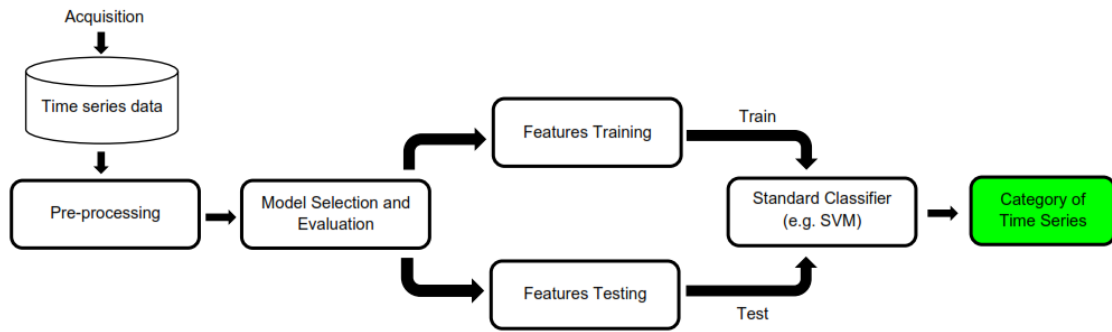 Acquisition
Time series data
Pre-processing
Model Selection and
Evaluation
Features Training
Train
Features Testing
Test
Standard Classifier
(e.g. SVM)
Category of
Time Series